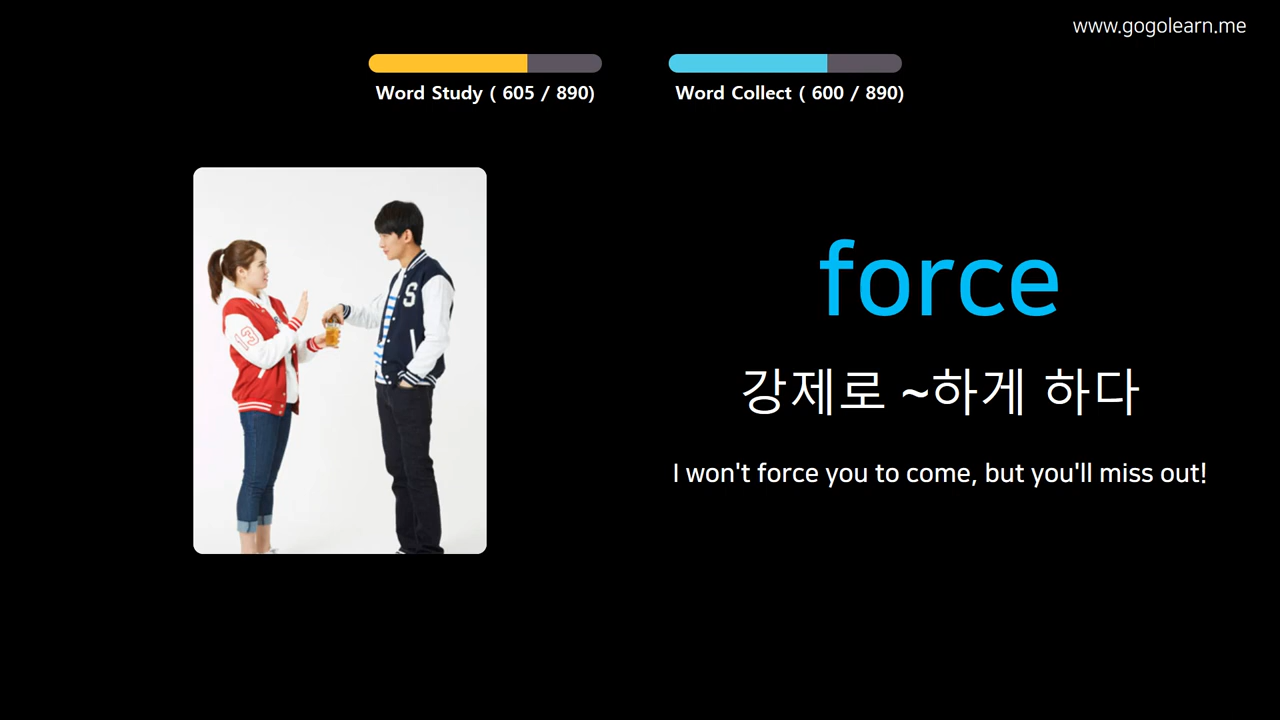 www.gogolearn.me
Word Study ( 605 / 890)
Word Collect ( 600 / 890)
13
S
force
강제로 ~하게 하다
I won't force you to come, but you'll miss out!